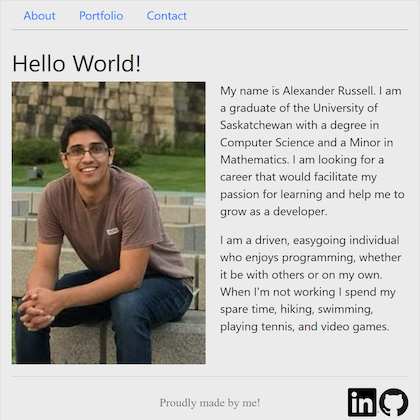 About Portfolio Contact
Hello World!
My name is Alexander Russell. I am
a graduate of the University of
Saskatchewan with a degree in
Computer Science and a Minor in
Mathematics. I am looking for a
career that would facilitate my
passion for learning and help me to
grow as a developer.
I am a driven, easygoing individual
who enjoys programming, whether
it be with others or on my own.
When I'm not working I spend my
spare time, hiking, swimming,
playing tennis, and video games.
Proudly made by me!
in